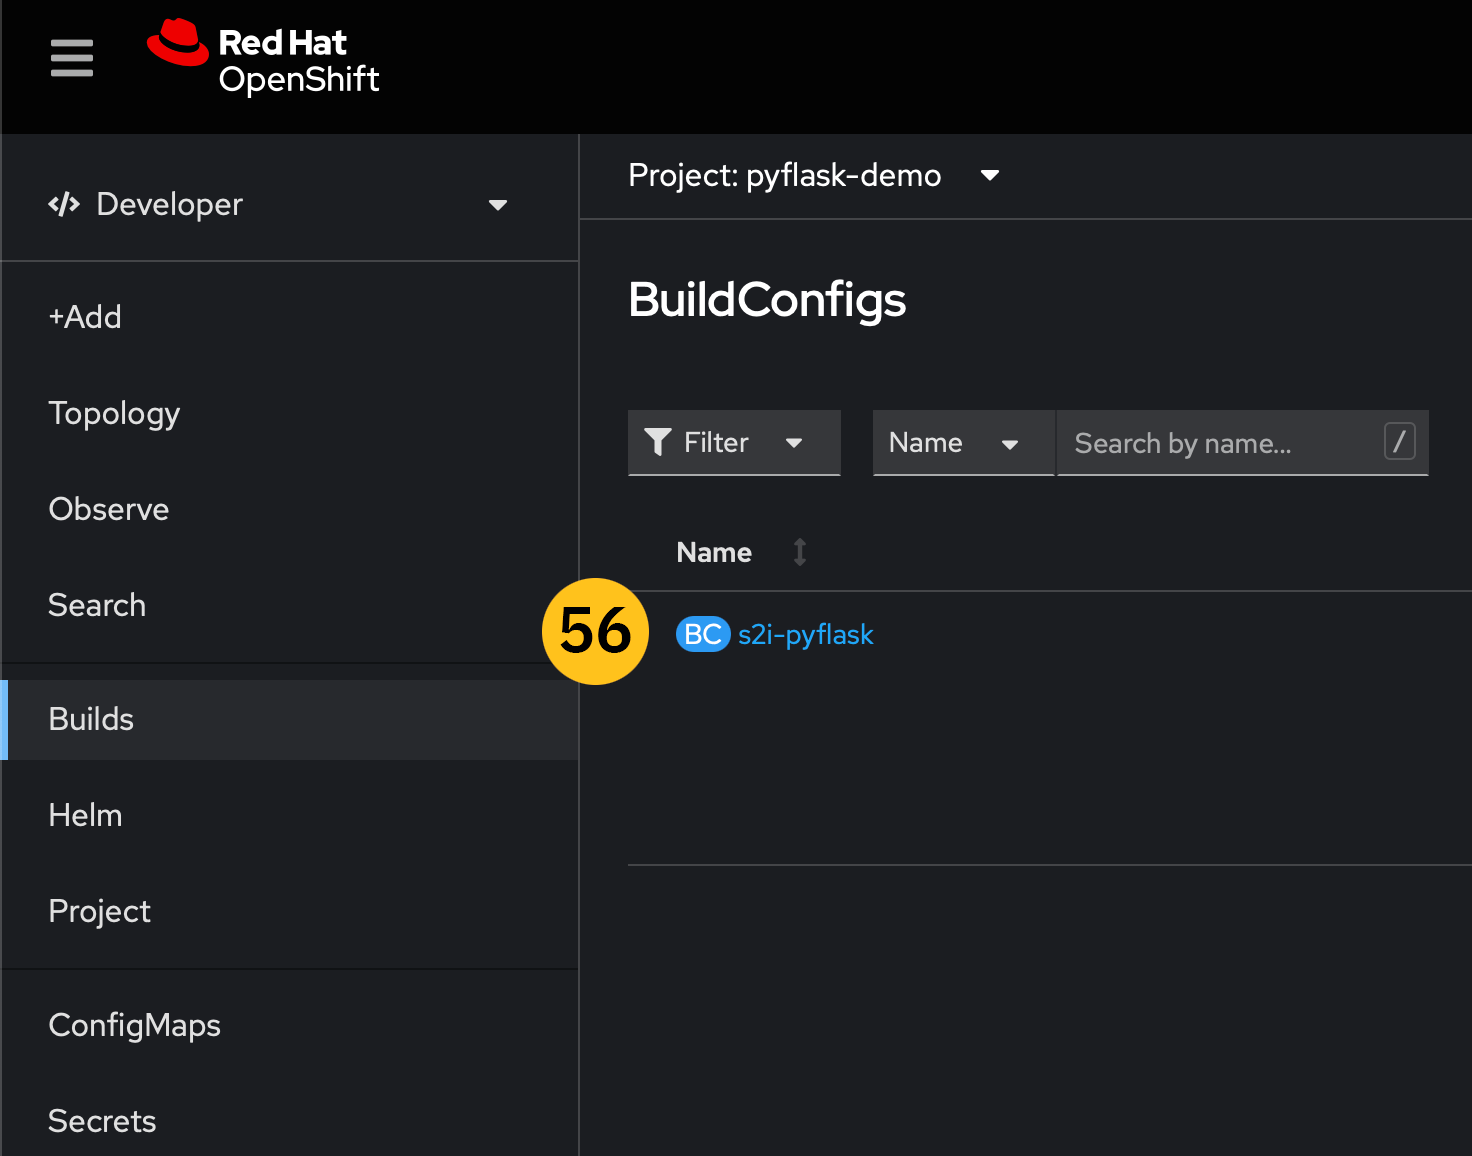 Red Hat
OpenShift
Developer
+Add
Topology
Observe
Search
Builds
Helm
Project
ConfigMaps
Secrets
Project: pyflask-demo
BuildConfigs
Filter
Name
Search by name...
/
Name
56
BC s2i-pyflask